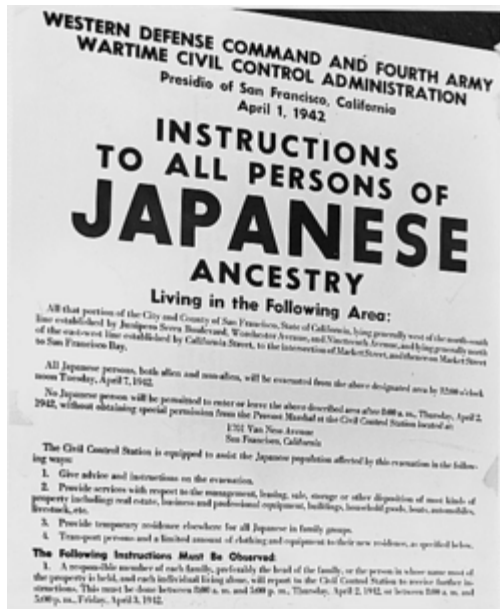 WESTERN DEFENSE COMMAND AND FOURTH ARMY
WARTIME CIVIL CONTROL ADMINISTRATION
Presidio of San Francisco, California
April 1, 1942
INSTRUCTIONS
TO ALL PERSONS OF
JAPANESE
ANCESTRY
Living in the Following Area:
All that portion of the City and County of San Francisco, State of California, lying generally west of the north-south
line established by Junipero Serra Boulevard, Worchester Avenue, and Nineteenth Avenue, and lying generally north
of the east-west line established by California Street, to the intersection of Market Street, and thence on Market Street
to San Francisco Bay.
All Japanese persons, both alien and non-alien, will be evacuated from the above designated area by 12:00 o'clock
noon Tuesday, April 7, 1942.
No Japanese person will be permitted to enter or leave the above described area after 8:00 a. m., Thursday, April 2,
1942, without obtaining special permission from the Provost Marshal at the Civil Control Station located at:
1701 Van Ness Avenue
San Francisco, California
The Civil Control Station is equipped to assist the Japanese population affected by this evacuation in the follow-
ing ways:
1. Give advice and instructions on the evacuation.
2. Provide services with respect to the management, leasing, sale, storage or other disposition of most kinds of
property including: real estate, business and professional equipment, buildings, household goods, boats, automobiles,
livestock, etc.
3. Provide temporary residence elsewhere for all Japanese in family groups.
4. Transport persons and a limited amount of clothing and equipment to their new residence, as specified below.
The Following Instructions Must Be Observed:
1. A responsible member of each family, preferably the head of the family, or the person in whose name most of
the property is held, and each individual living alone, will report to the Civil Control Station to receive further in-
structions. This must be done between 8:00 a. m. and 5:00 p. m., Thursday, April 2, 1942, or between 8:00 a. m. and
5:00 p. m., Friday, April 3, 1942.